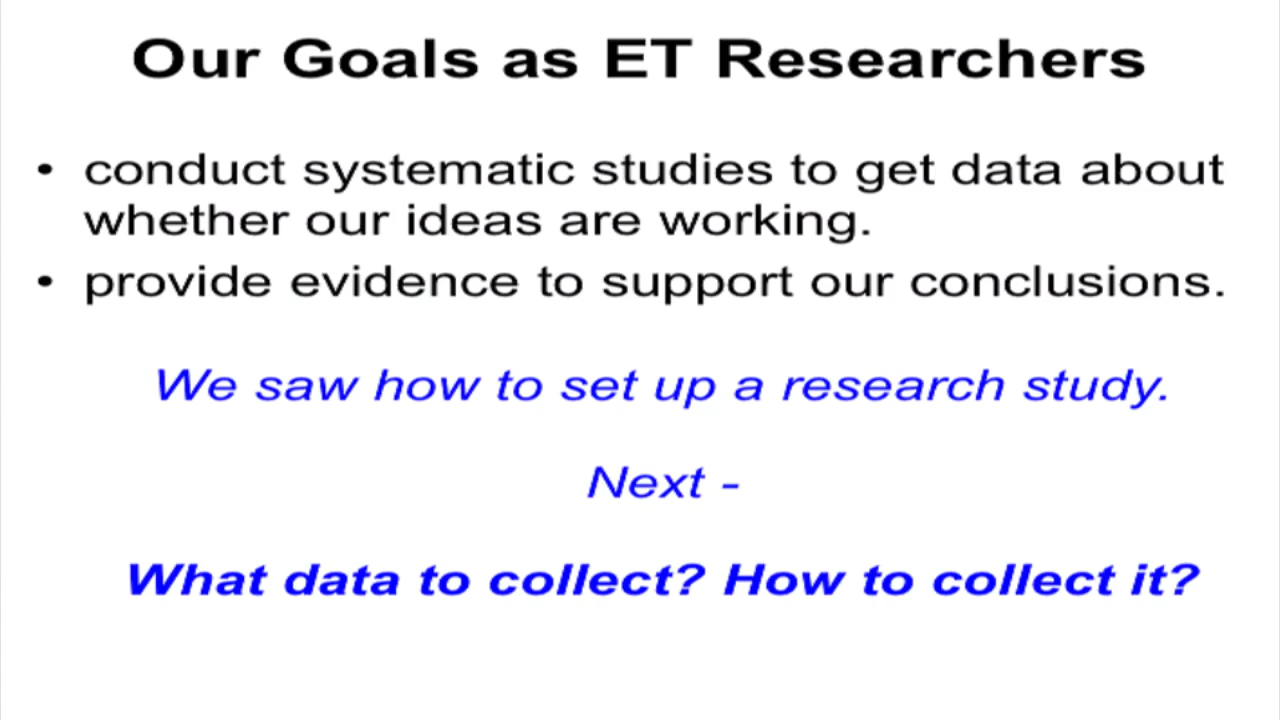 Our Goals as ET Researchers
• conduct systematic studies to get data about
whether our ideas are working.
• provide evidence to support our conclusions.
We saw how to set up a research study.
Next -
What data to collect? How to collect it?